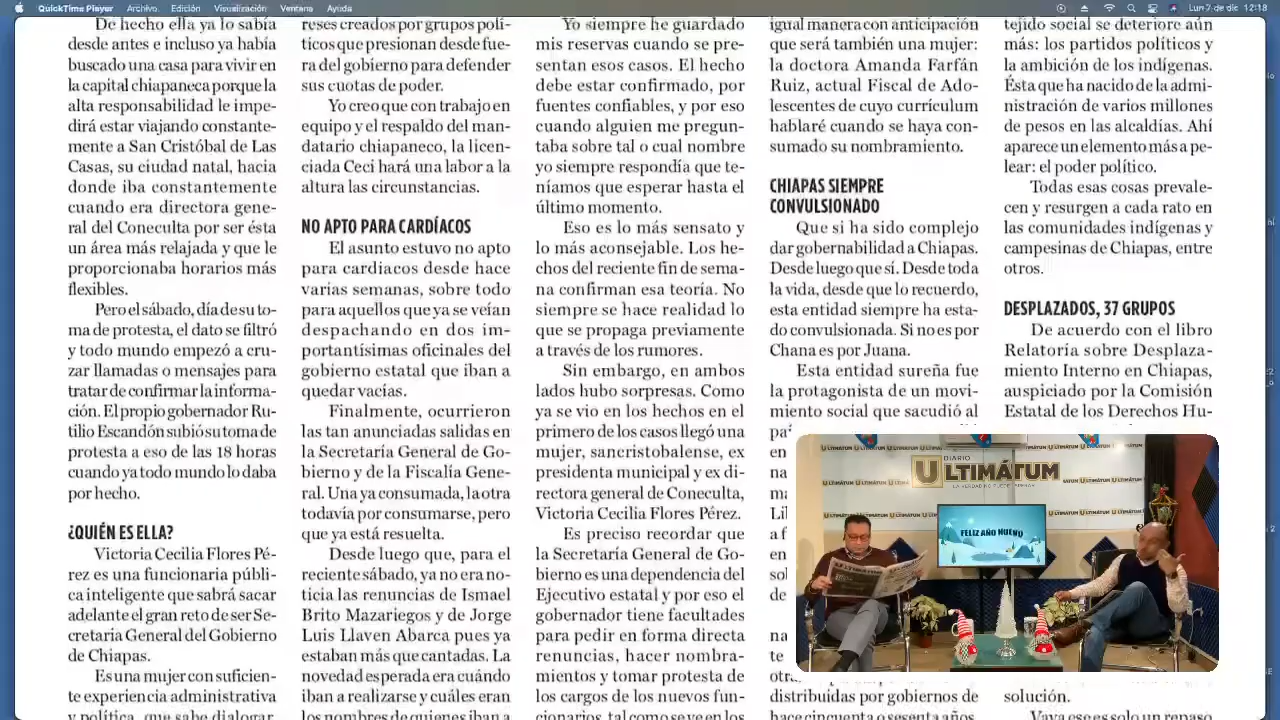 QuickTime Player Archivo Edición Visualización Ventana Ayuda
Lun 7 de dic 12:18
De hecho ella ya lo sabía
desde antes e incluso ya había
buscado una casa para vivir en
la capital chiapaneca porque la
alta responsabilidad le impe-
dirá estar viajando constante-
mente a San Cristóbal de Las
Casas, su ciudad natal, hacia
donde iba constantemente
cuando era directora gene-
ral del Coneculta por ser ésta
un área más relajada y que le
proporcionaba horarios más
flexibles.
Pero el sábado, día de su to-
ma de protesta, el dato se filtró
y todo mundo empezó a cru-
zar llamadas o mensajes para
tratar de confirmar la informa-
ción. El propio gobernador Ru-
tilio Escandón subió su toma de
protesta eso de las 18 horas
cuando ya todo mundo lo daba
por hecho.
¿QUIÉN ES ELLA?
Victoria Cecilia Flores Pé-
rez es una funcionaria públi-
ca inteligente que sabrá sacar
adelante el gran reto de ser Se-
cretaria General del Gobierno
de Chiapas.
Es una mujer con suficien-
te experiencia administrativa
y política, que sabe dialogar,
reses creados por grupos polí-
ticos que presionan desde fue-
ra del gobierno para defender
sus cuotas de poder.
Yo creo que con trabajo en
equipo y el respaldo del man-
datario chiapaneco, la licen-
ciada Ceci hará una labor a la
altura las circunstancias.
NO APTO PARA CARDÍACOS
El asunto estuvo no apto
para cardiacos desde hace
varias semanas, sobre todo
para aquellos que ya se veían
despachando en dos im-
portantísimas oficinales del
gobierno estatal que iban a
quedar vacías.
Finalmente, ocurrieron
las tan anunciadas salidas en
la Secretaría General de Go-
bierno y de la Fiscalía Gene-
ral. Una ya consumada, la otra
todavía por consumarse, pero
que ya está resuelta.
Desde luego que, para el
reciente sábado, ya no era no-
ticia las renuncias de Ismael
Brito Mazariegos y de Jorge
Luis Llaven Abarca pues ya
estaban más que cantadas. La
novedad esperada era cuándo
iban a realizarse y cuáles eran
los nombres de quienes iban a
Yo siempre he guardado
mis reservas cuando se pre-
sentan esos casos. El hecho
debe estar confirmado, por
fuentes confiables, y por eso
cuando alguien me pregun-
taba sobre tal o cual nombre
yo siempre respondía que te-
níamos que esperar hasta el
último momento.
Eso es lo más sensato y
lo más aconsejable. Los he-
chos del reciente fin de sema-
na confirman esa teoría. No
siempre se hace realidad lo
que se propaga previamente
a través de los rumores.
Sin embargo, en ambos
lados hubo sorpresas. Como
ya se vio en los hechos en el
primero de los casos llegó una
mujer, sancristobalense, ex
presidenta municipal y ex di-
rectora general de Coneculta,
Victoria Cecilia Flores Pérez.
Es preciso recordar que
la Secretaría General de Go-
bierno es una dependencia del
Ejecutivo estatal y por eso el
gobernador tiene facultades
para pedir en forma directa
renuncias, hacer nombra-
mientos y tomar protesta de
los cargos de los nuevos fun-
cionarios, tal como se ve en los
igual manera con anticipación
que será también una mujer:
la doctora Amanda Farfán
Ruiz, actual Fiscal de Ado-
lescentes de cuyo currículum
hablaré cuando se haya con-
sumado su nombramiento.
CHIAPAS SIEMPRE
CONVULSIONADO
Que si ha sido complejo
dar gobernabilidad a Chiapas.
Desde luego que sí. Desde toda
la vida, desde que lo recuerdo,
esta entidad siempre ha esta-
do convulsionada. Si no es por
Chana es por Juana.
Esta entidad sureña fue
la protagonista de un movi-
miento social que sacudió al
distribuidas por gobiernos de
hace cincuenta o sesenta años,
tejido social se deteriore aún
más: los partidos políticos y
la ambición de los indígenas.
Ésta que ha nacido de la admi-
nistración de varios millones
de pesos en las alcaldías. Ahí
aparece un elemento más a pe-
lear: el poder político.
Todas esas cosas prevale-
cen y resurgen a cada rato en
las comunidades indígenas y
campesinas de Chiapas, entre
otros.
DESPLAZADOS, 37 GRUPOS
De acuerdo con el libro
Relatoría sobre Desplaza-
miento Interno en Chiapas,
auspiciado por la Comisión
Estatal de los Derechos Hu-
solución.
Vaya ese es solo un repaso
DIARIO
ULTIMÁTUM
LA VERDAD NO PUEDE ESPERAR
FELIZ AÑO NUEVO
ULTIMÁTUM